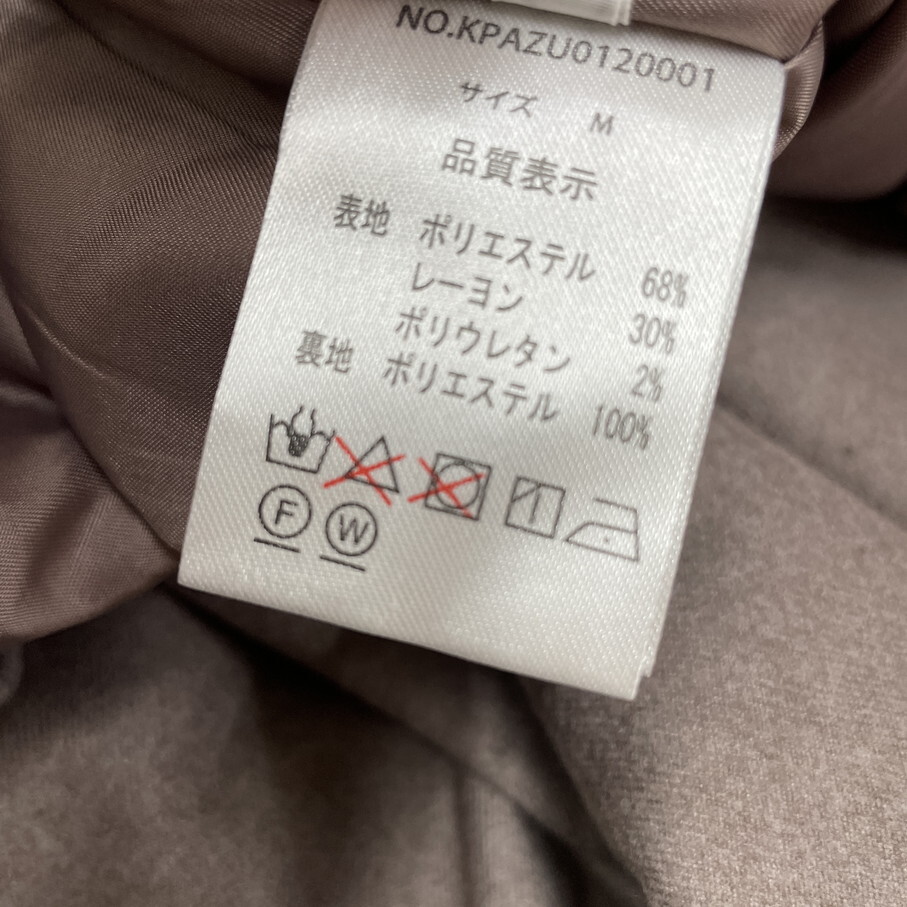 NO.KPAZU0120001
サイズ M
品質表示
表地 ポリエステル 68%
レーヨン 30%
ポリウレタン 2%
裏地 ポリエステル 100%
F W